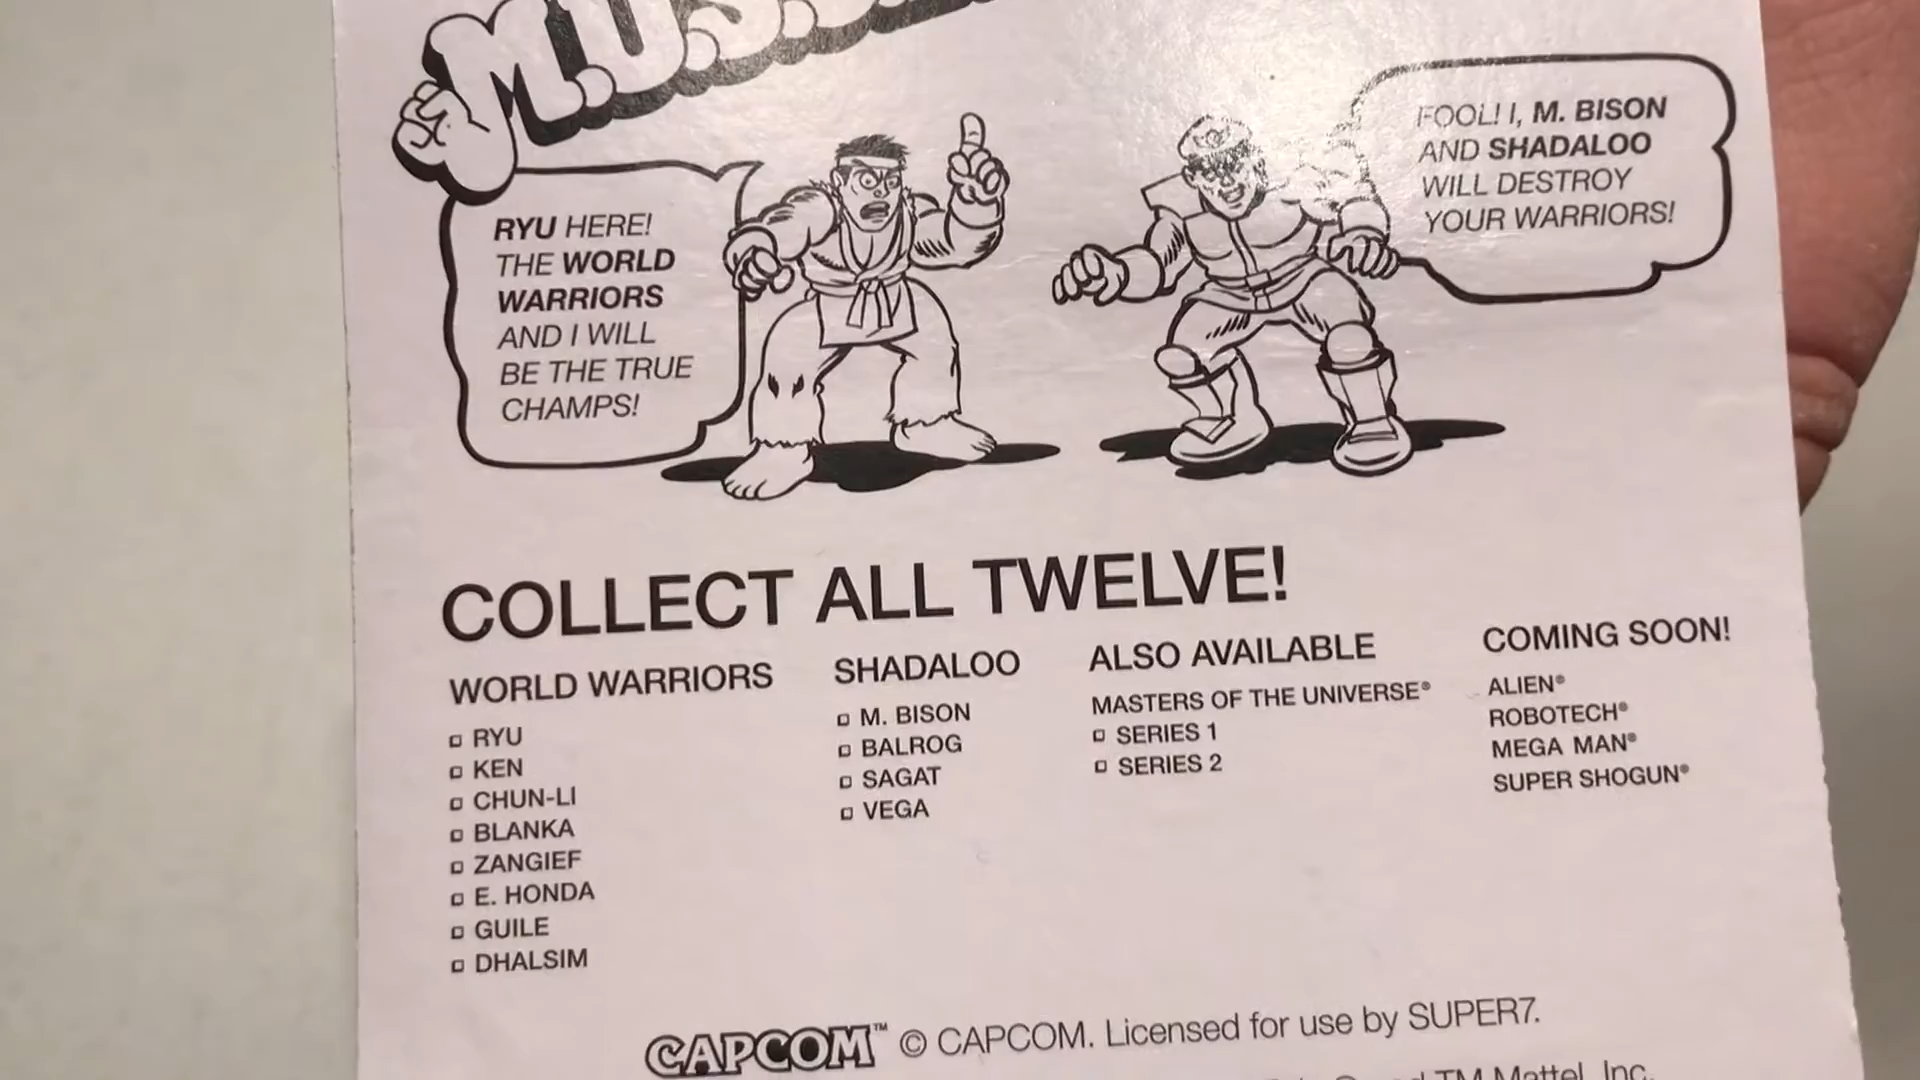 RYU HERE!
THE WORLD
WARRIORS
AND I WILL
BE THE TRUE
CHAMPS!
FOOL! I, M. BISON
AND SHADALOO
WILL DESTROY
YOUR WARRIORS!
COLLECT ALL TWELVE!
WORLD WARRIORS
RYU
KEN
CHUN-LI
BLANKA
ZANGIEF
E. HONDA
GUILE
DHALSIM
SHADALOO
M. BISON
BALROG
SAGAT
VEGA
ALSO AVAILABLE
MASTERS OF THE UNIVERSE®
SERIES 1
SERIES 2
COMING SOON!
ALIEN®
ROBOTECH®
MEGA MAN®
SUPER SHOGUN®
CAPCOM™ © CAPCOM. Licensed for use by SUPER7.
TM Mattel, Inc.